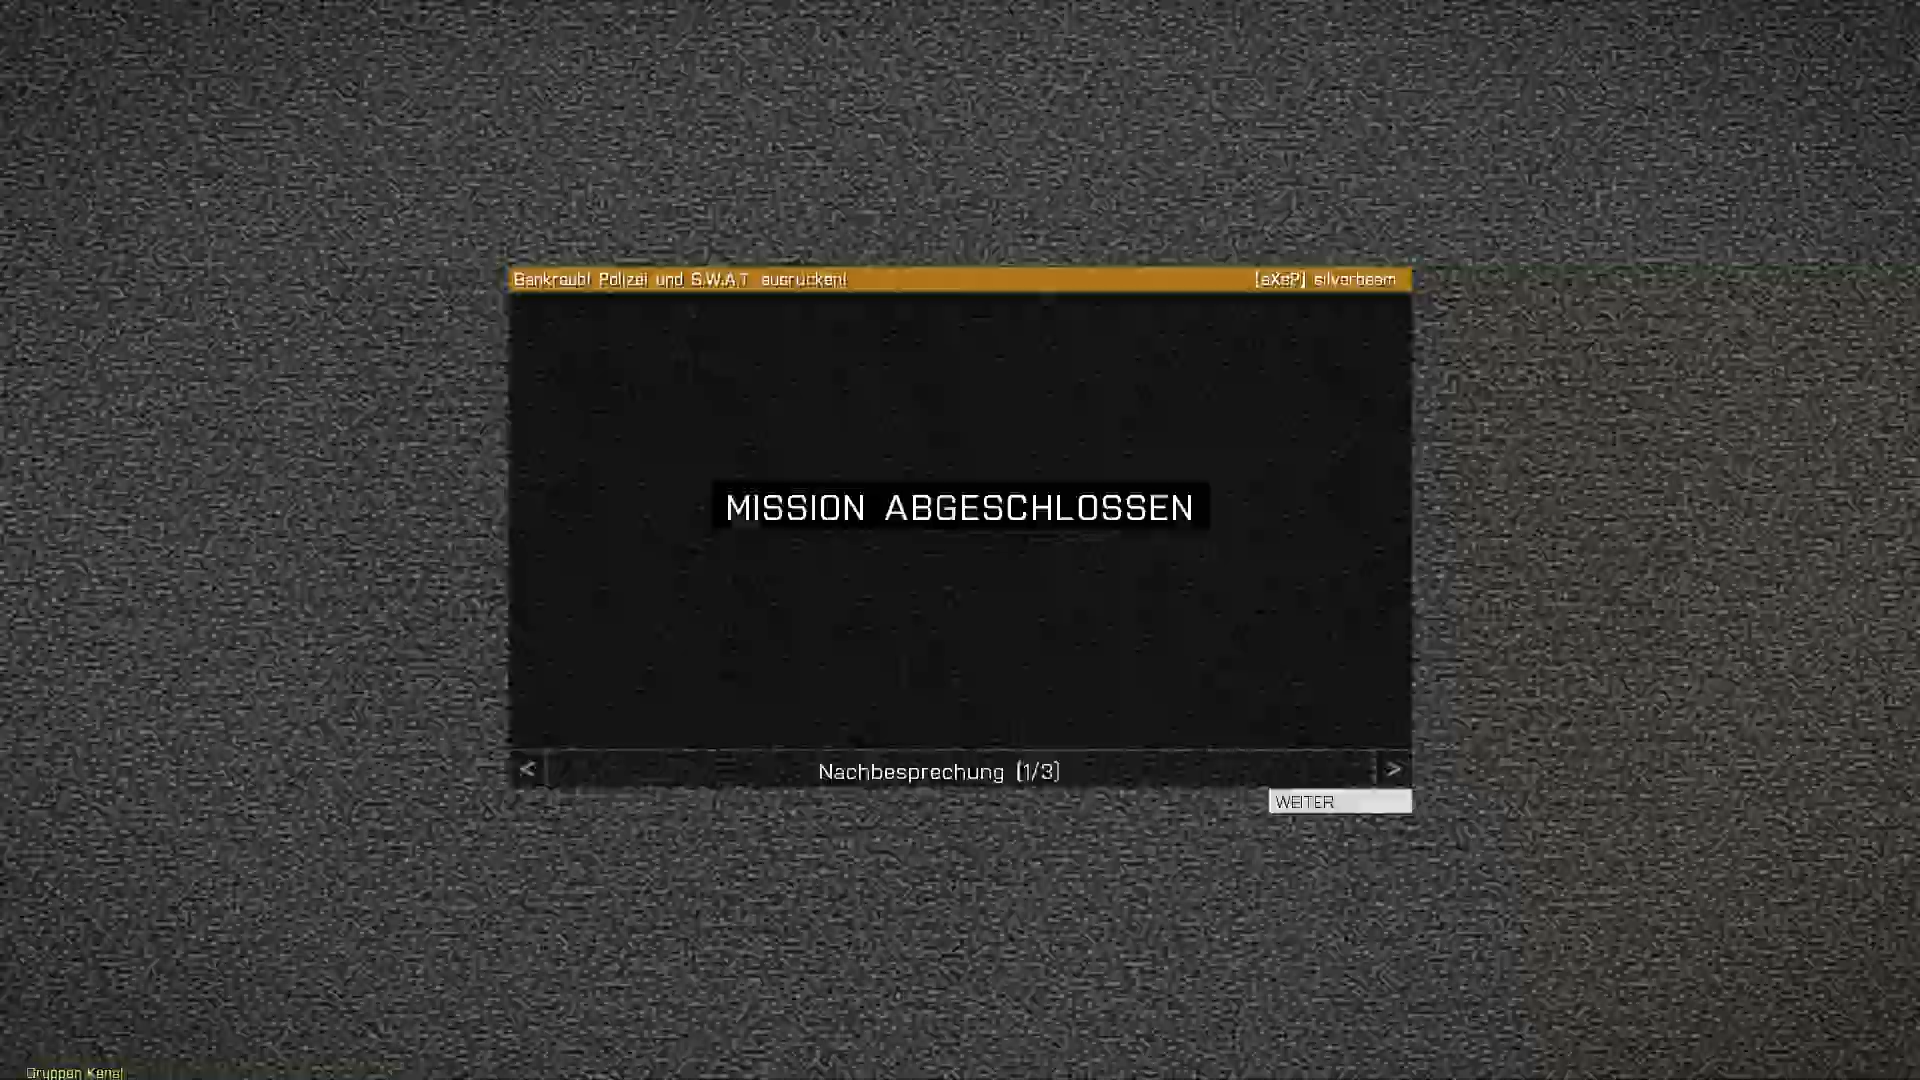 Bankraub! Polizei und S.W.A.T. ausrücken!
[aXeP] silverbeam
MISSION ABGESCHLOSSEN
< Nachbesprechung (1/3) >
WEITER
Gruppen Kanal